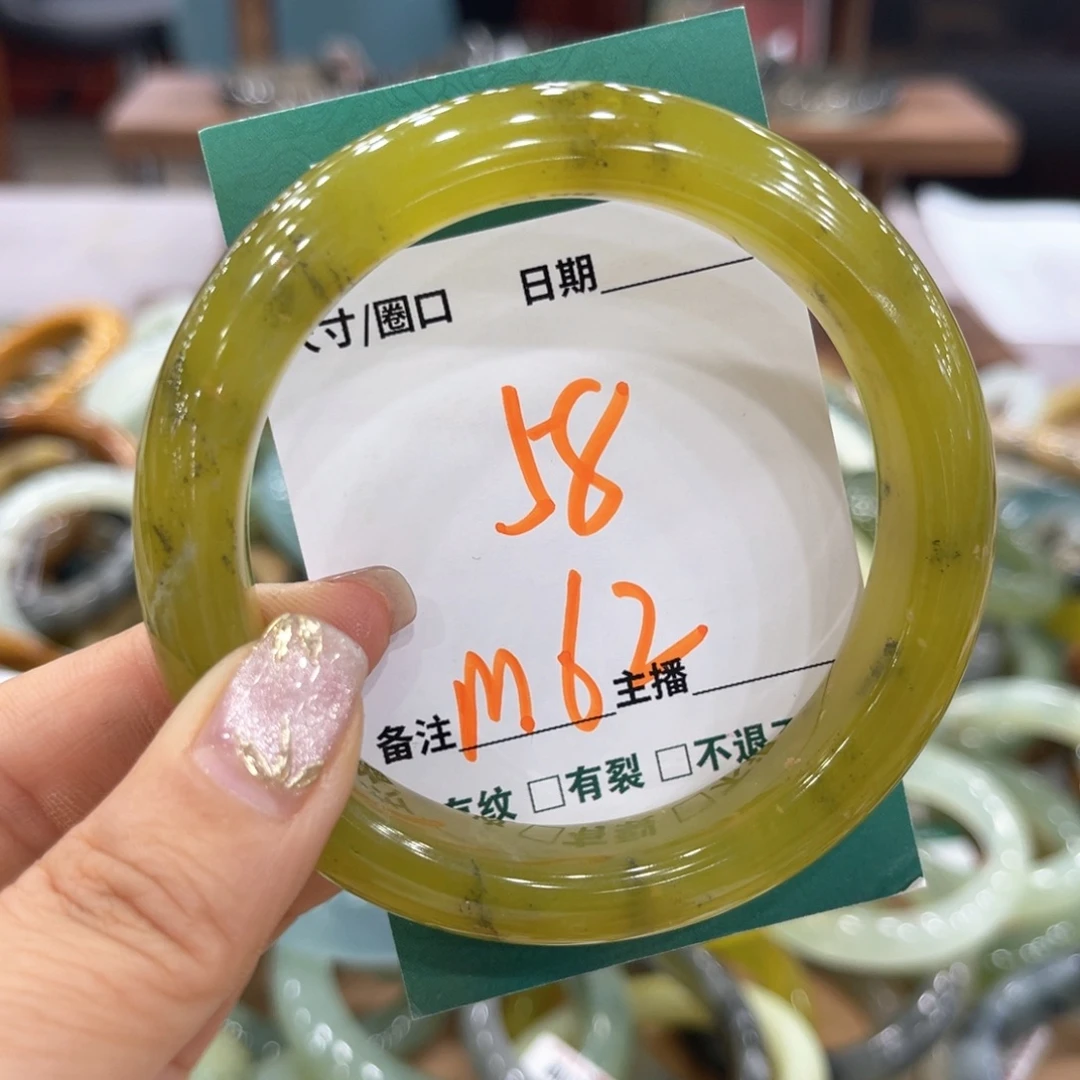 寸/圈口 日期
58
M62
备注 主播
有纹 □有裂 □不退